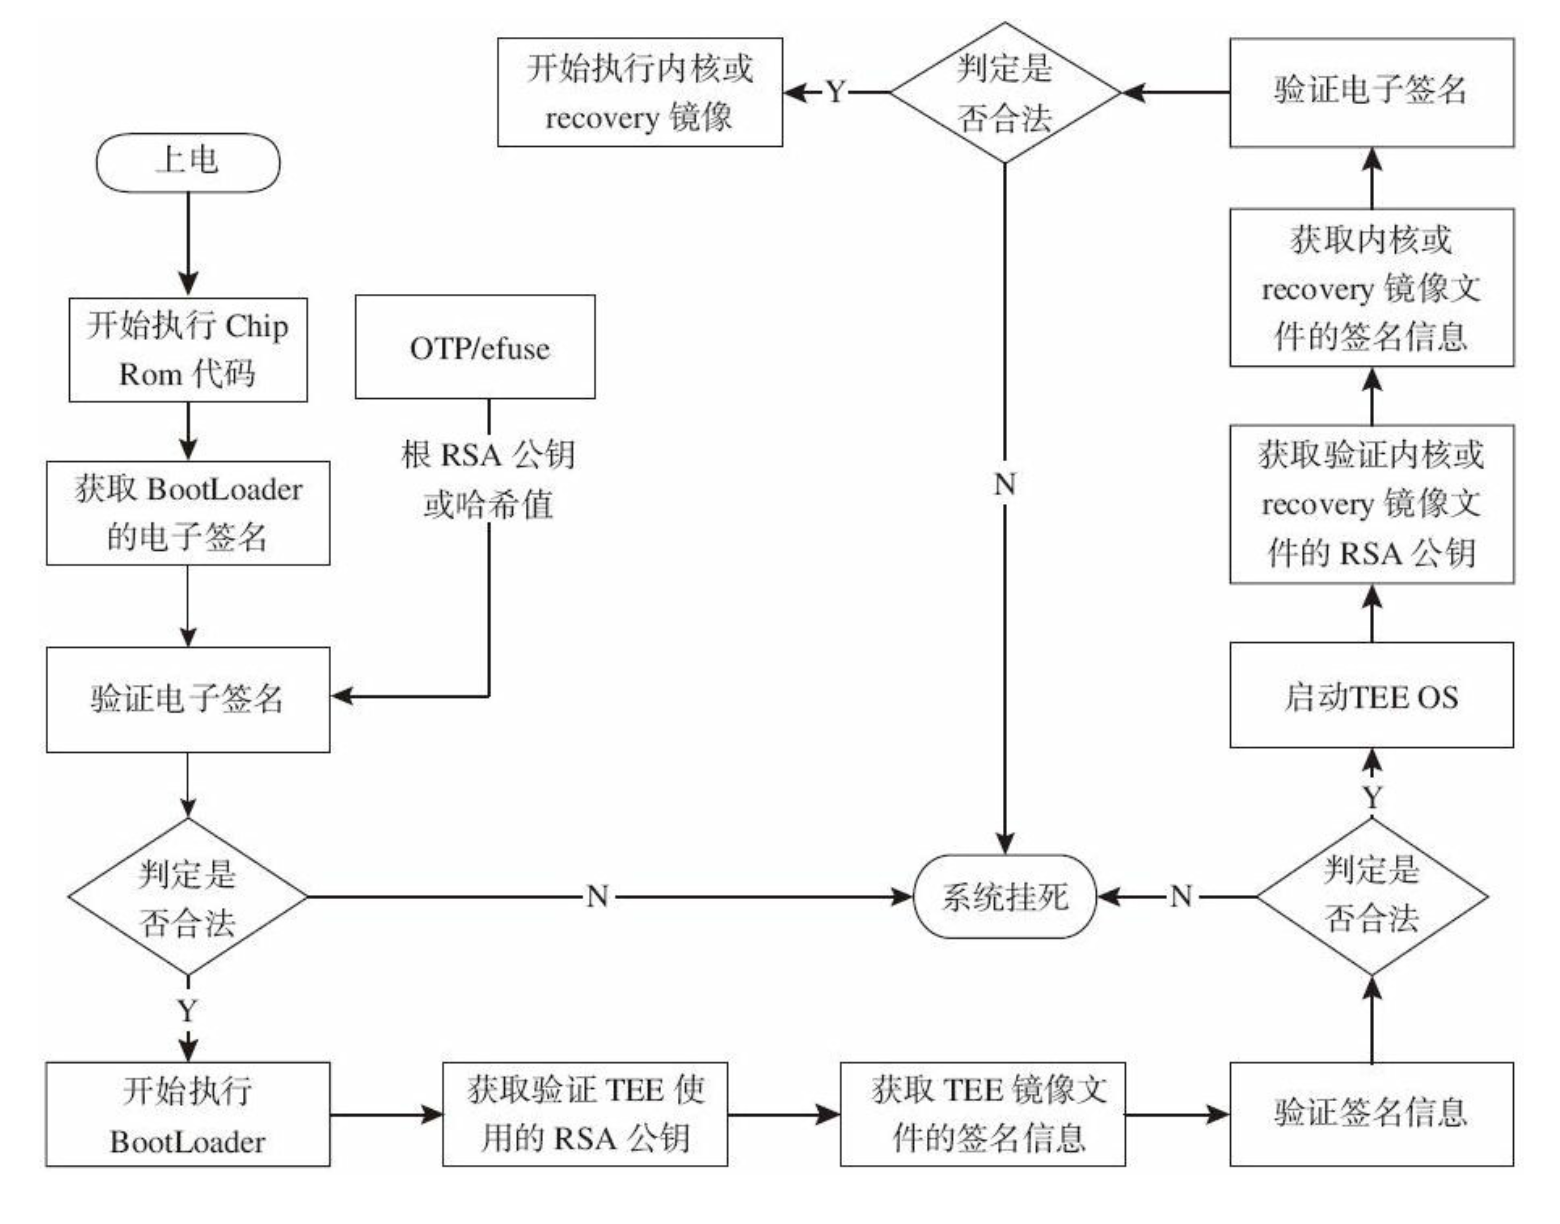 上电
开始执行 Chip
Rom 代码
获取 BootLoader
的电子签名
OTP/efuse
根 RSA 公钥
或哈希值
验证电子签名
判定是
否合法
N
Y
开始执行
BootLoader
获取验证 TEE 使
用的 RSA 公钥
获取 TEE 镜像文
件的签名信息
验证签名信息
判定是
否合法
N
系统挂死
Y
启动TEE OS
获取验证内核或
recovery 镜像文
件的 RSA 公钥
获取内核或
recovery 镜像文
件的签名信息
验证电子签名
判定是
否合法
N
Y
开始执行内核或
recovery 镜像